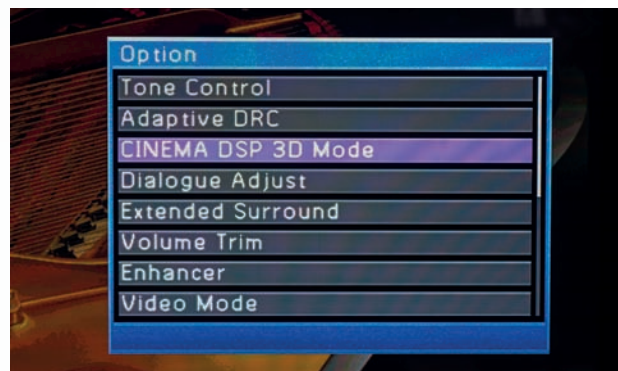 Option
Tone Control
Adaptive DRC
CINEMA DSP 3D Mode
Dialogue Adjust
Extended Surround
Volume Trim
Enhancer
Video Mode